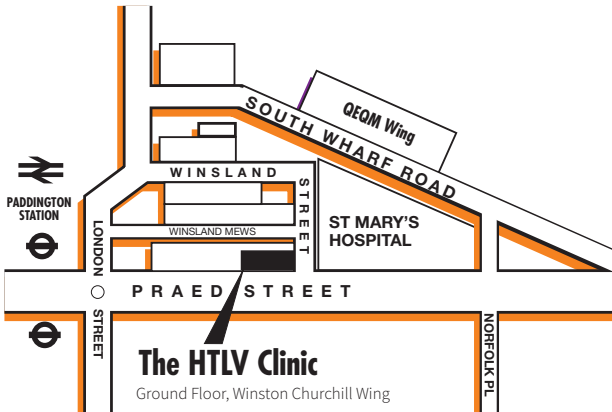 QEQM Wing
SOUTH WHARF ROAD
WINSLAND
STREET
PADDINGTON
STATION
ST MARY'S
HOSPITAL
WINSLAND MEWS
LONDON
STREET
PRAED STREET
NORFOLK PL
The HTLV Clinic
Ground Floor, Winston Churchill Wing